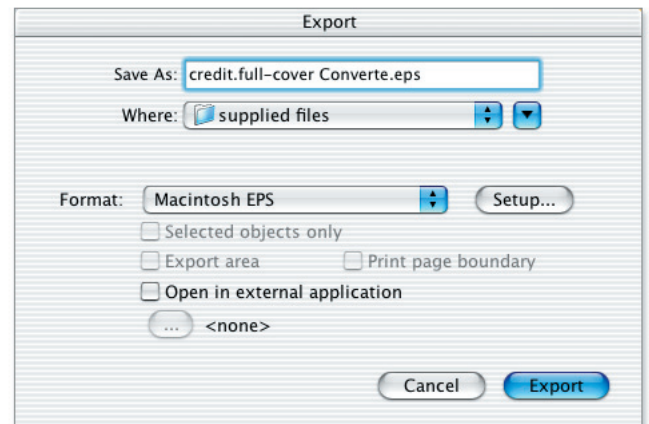 Export
Save As: credit.full-cover Converte.eps
Where: supplied files
Format: Macintosh EPS Setup...
Selected objects only
Export area Print page boundary
Open in external application
... <none>
Cancel Export